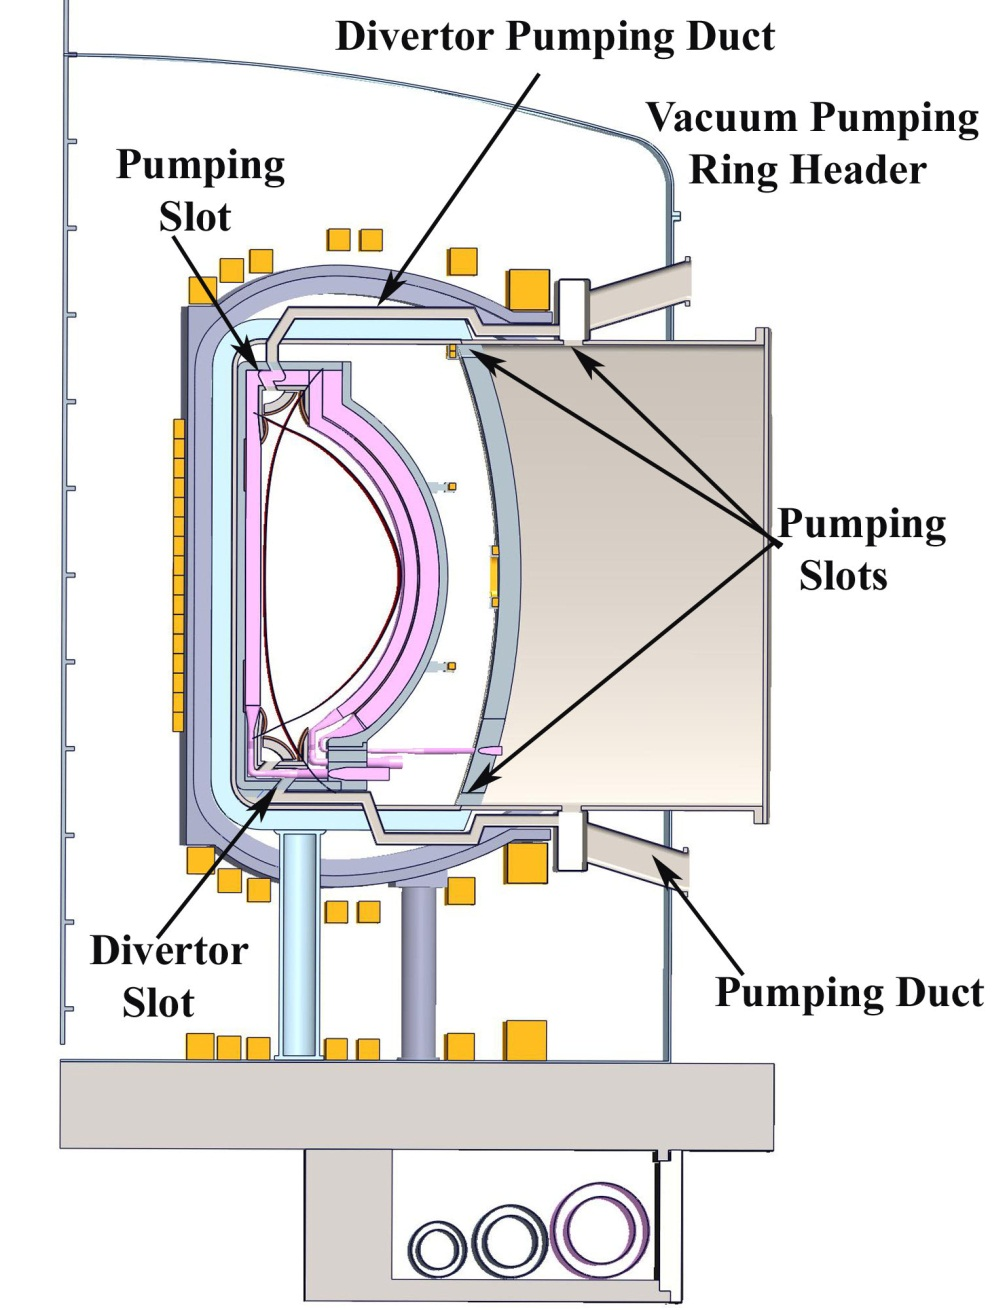 Divertor Pumping Duct
Vacuum Pumping
Ring Header
Pumping
Slot
Pumping
Slots
Divertor
Slot
Pumping Duct